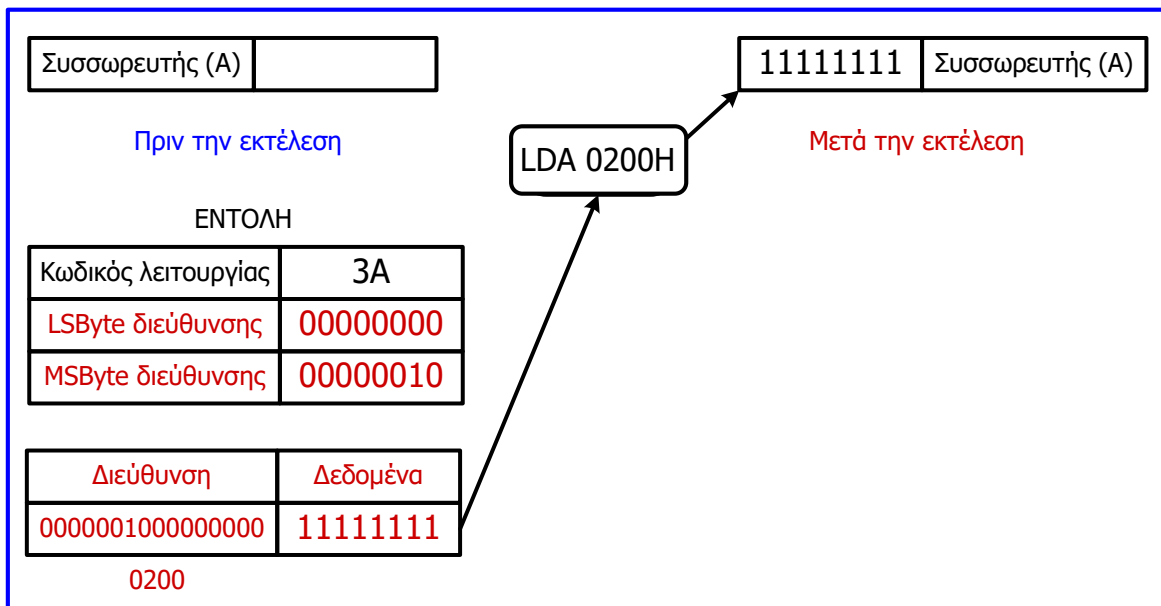 Συσσωρευτής (Α)
11111111 Συσσωρευτής (Α)
Πριν την εκτέλεση
LDA 0200H
Μετά την εκτέλεση
ΕΝΤΟΛΗ
Κωδικός λειτουργίας 3A
LSByte διεύθυνσης 00000000
MSByte διεύθυνσης 00000010
Διεύθυνση Δεδομένα
0000001000000000 11111111
0200